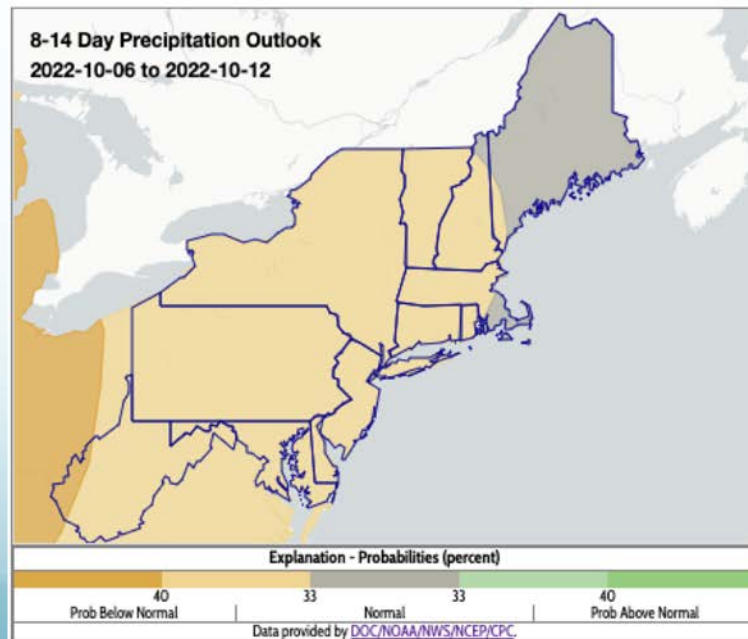 8-14 Day Precipitation Outlook
2022-10-06 to 2022-10-12
Explanation - Probabilities (percent)
40 33 33 40
Prob Below Normal | Normal | Prob Above Normal
Data provided by DOC/NOAA/NWS/NCEP/CPC.